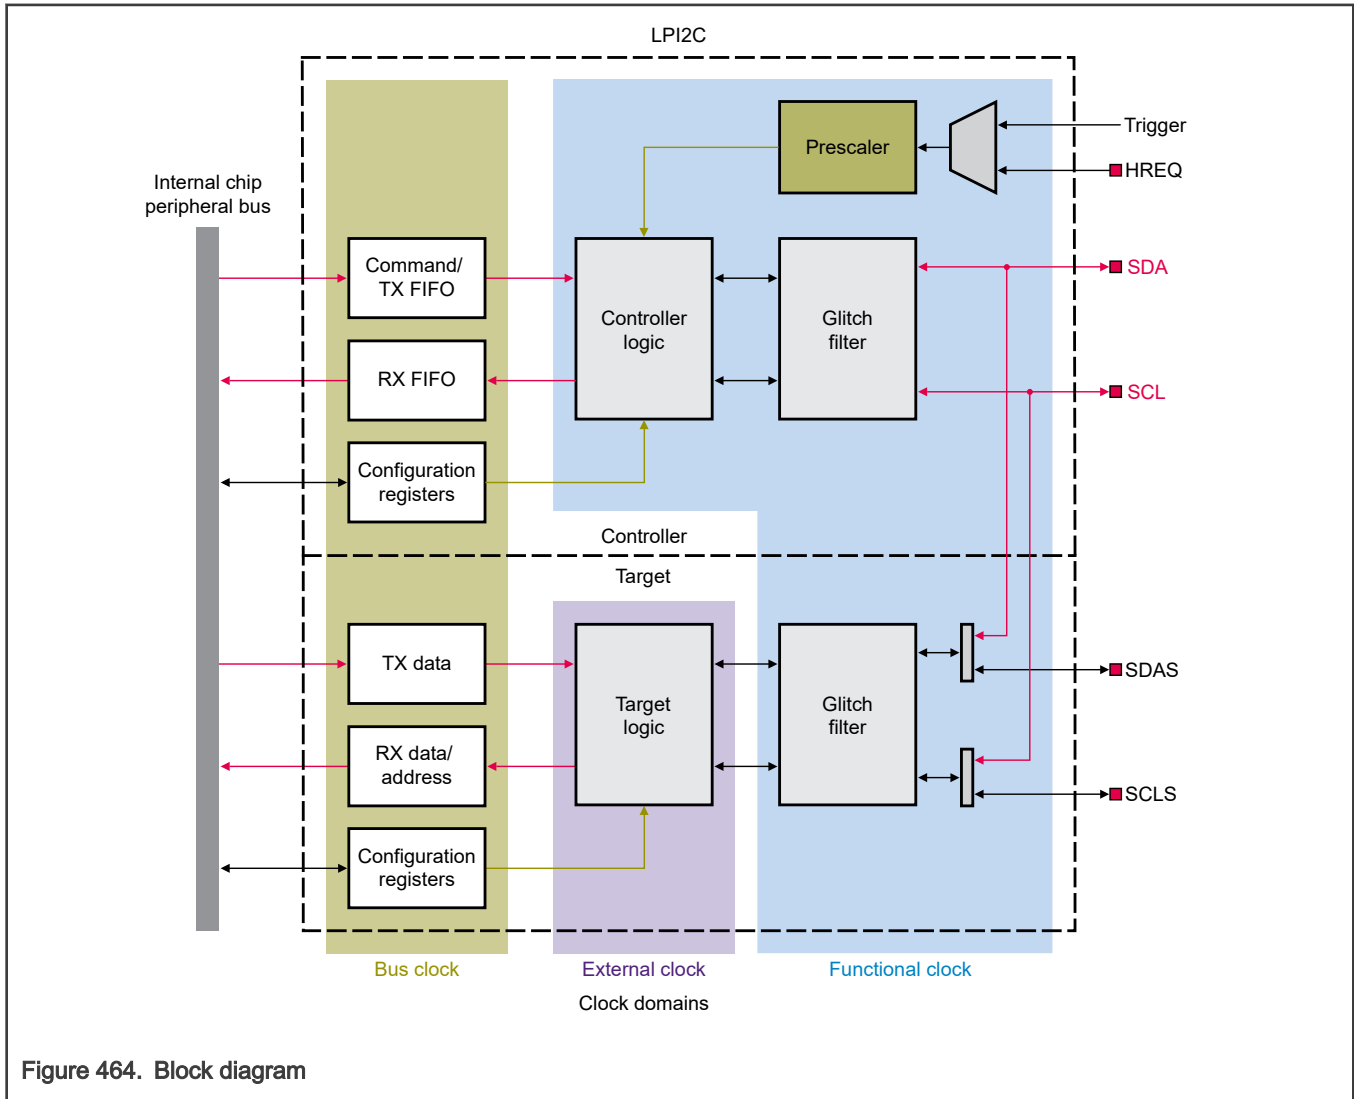 LPI2C
Trigger
Prescaler
HREQ
Internal chip
peripheral bus
Command/
TX FIFO
SDA
Controller
logic
Glitch
filter
RX FIFO
SCL
Configuration
registers
Controller
Target
TX data
SDAS
Target
logic
Glitch
filter
RX data/
address
SCLS
Configuration
registers
Bus clock
External clock
Functional clock
Clock domains
Figure 464. Block diagram